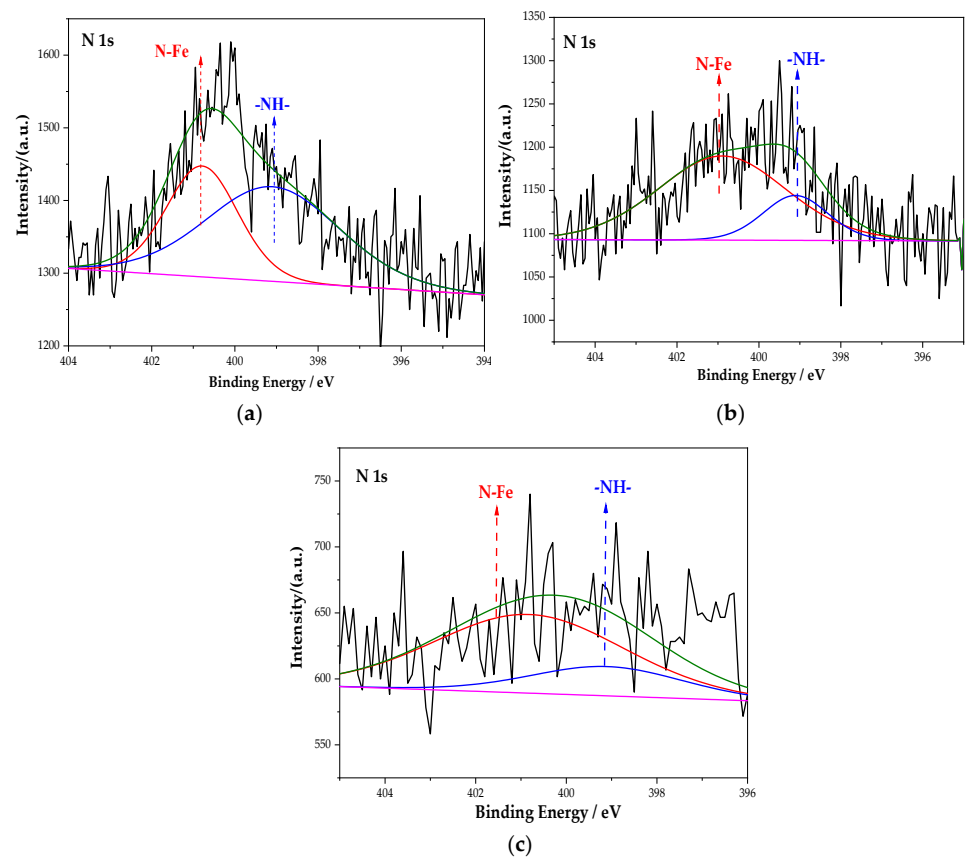 N 1s
N-Fe
-NH-
Intensity/(a.u.)
1600
1500
1400
1300
1200
404
402
400
398
396
394
Binding Energy / eV
(a)
N 1s
N-Fe
-NH-
Intensity/(a.u.)
1300
1250
1200
1150
1100
1050
1000
404
402
400
398
396
Binding Energy / eV
(b)
N 1s
N-Fe
-NH-
Intensity/(a.u.)
750
700
650
600
550
404
402
400
398
396
Binding Energy / eV
(c)